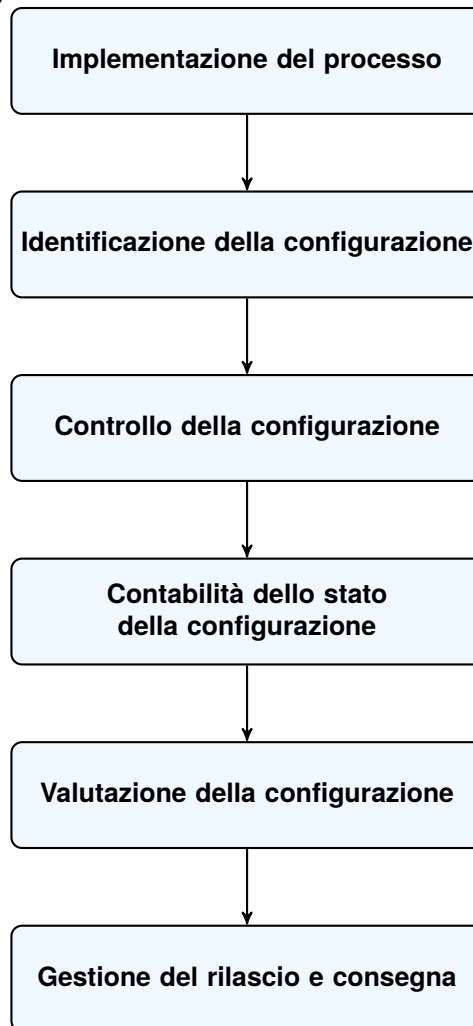 Implementazione del processo
Identificazione della configurazione
Controllo della configurazione
Contabilità dello stato
della configurazione
Valutazione della configurazione
Gestione del rilascio e consegna